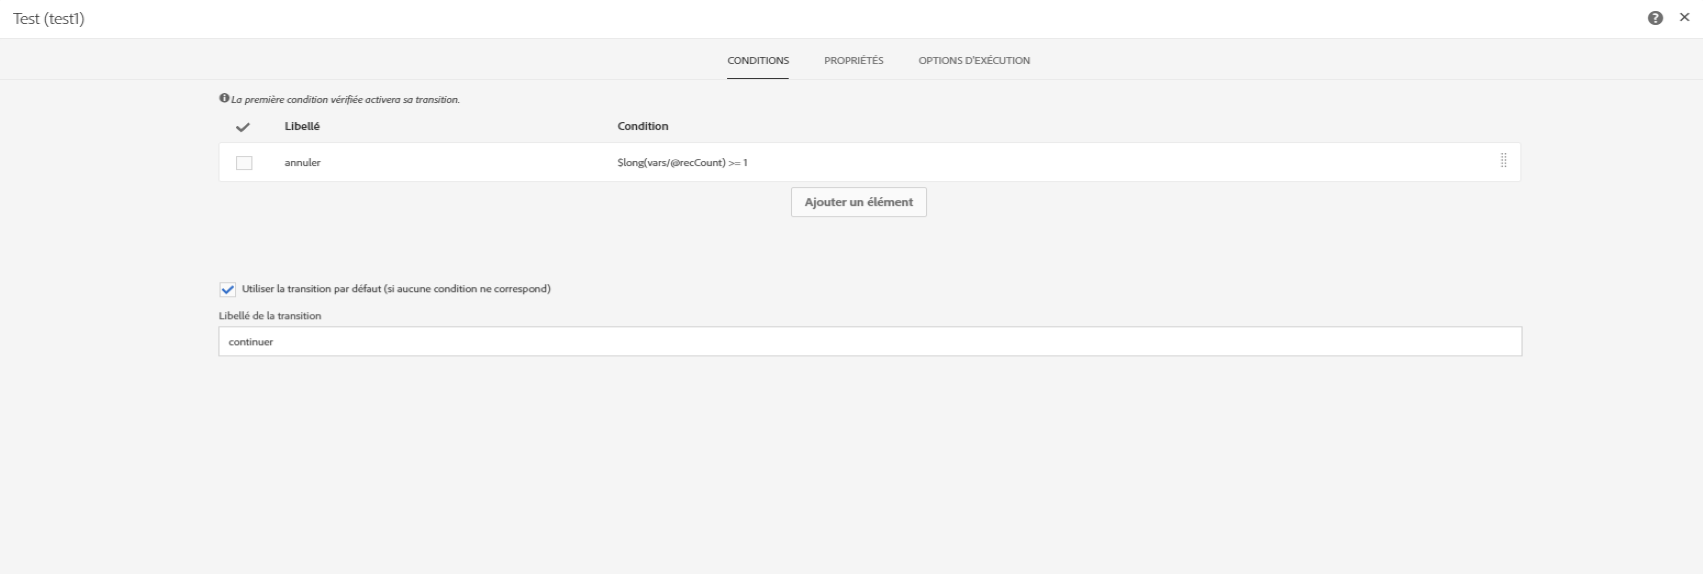 Test (test1)
CONDITIONS PROPRIÉTÉS OPTIONS D'EXÉCUTION
La première condition vérifiée activera sa transition.
Libellé Condition
annuler $long(vars/@recCount) >= 1
Ajouter un élément
Utiliser la transition par défaut (si aucune condition ne correspond)
Libellé de la transition
continuer